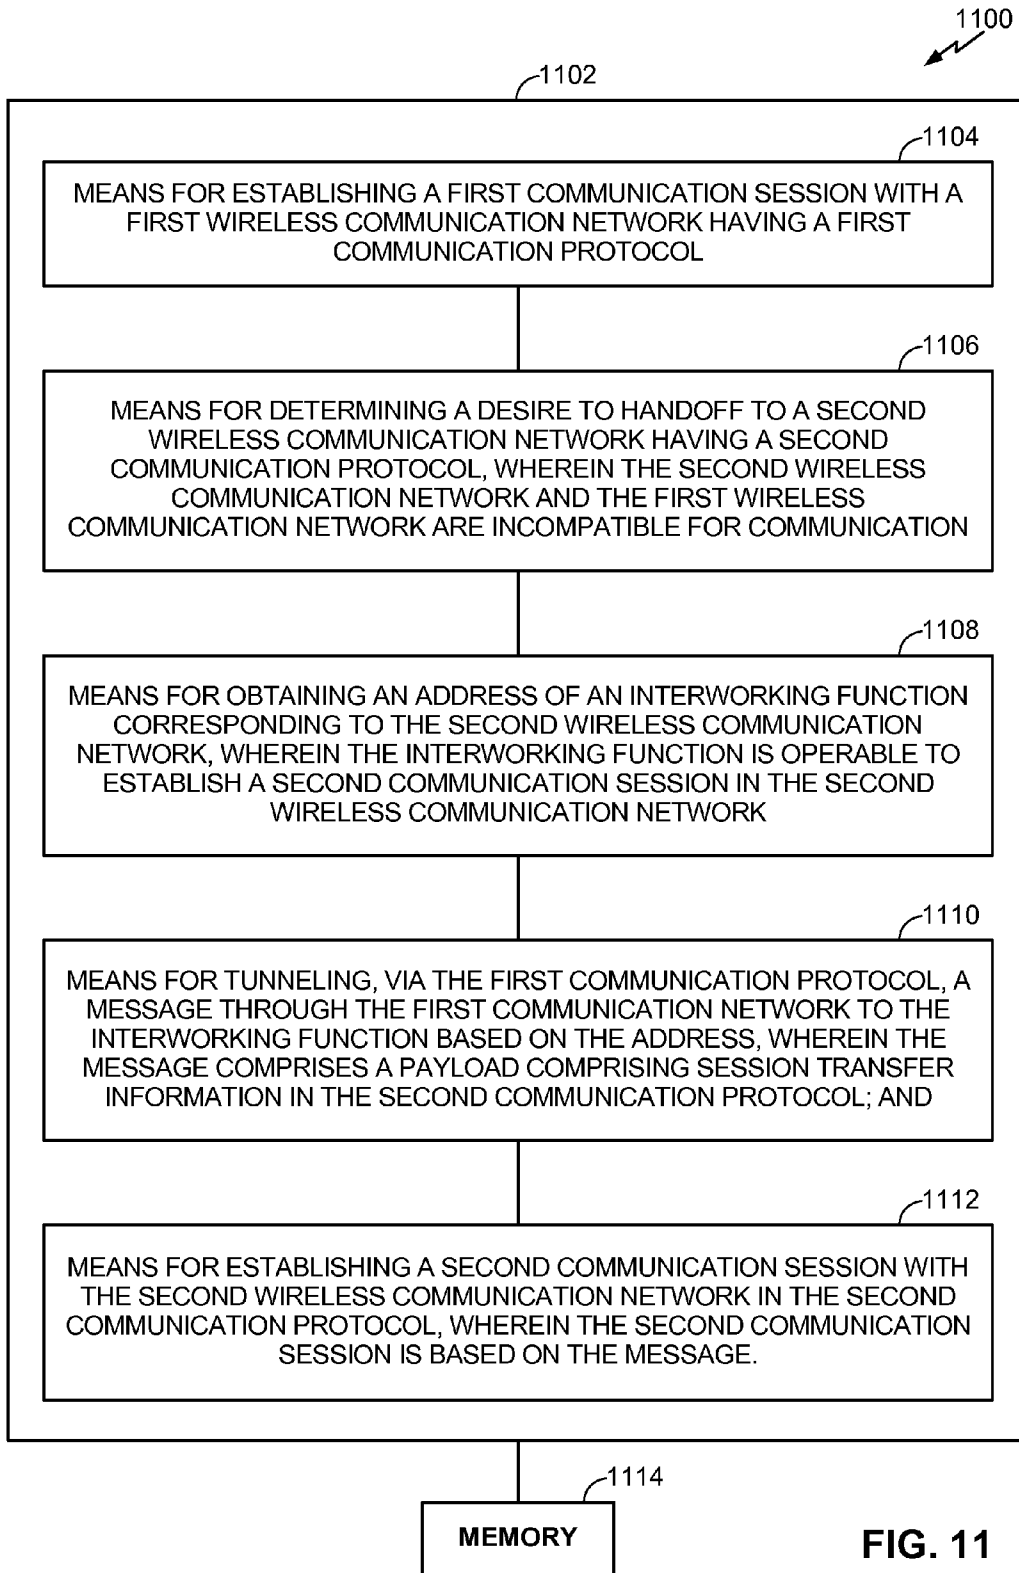 1100
1102
1104
MEANS FOR ESTABLISHING A FIRST COMMUNICATION SESSION WITH A
FIRST WIRELESS COMMUNICATION NETWORK HAVING A FIRST
COMMUNICATION PROTOCOL
1106
MEANS FOR DETERMINING A DESIRE TO HANDOFF TO A SECOND
WIRELESS COMMUNICATION NETWORK HAVING A SECOND
COMMUNICATION PROTOCOL, WHEREIN THE SECOND WIRELESS
COMMUNICATION NETWORK AND THE FIRST WIRELESS
COMMUNICATION NETWORK ARE INCOMPATIBLE FOR COMMUNICATION
1108
MEANS FOR OBTAINING AN ADDRESS OF AN INTERWORKING FUNCTION
CORRESPONDING TO THE SECOND WIRELESS COMMUNICATION
NETWORK, WHEREIN THE INTERWORKING FUNCTION IS OPERABLE TO
ESTABLISH A SECOND COMMUNICATION SESSION IN THE SECOND
WIRELESS COMMUNICATION NETWORK
1110
MEANS FOR TUNNELING, VIA THE FIRST COMMUNICATION PROTOCOL, A
MESSAGE THROUGH THE FIRST COMMUNICATION NETWORK TO THE
INTERWORKING FUNCTION BASED ON THE ADDRESS, WHEREIN THE
MESSAGE COMPRISES A PAYLOAD COMPRISING SESSION TRANSFER
INFORMATION IN THE SECOND COMMUNICATION PROTOCOL; AND
1112
MEANS FOR ESTABLISHING A SECOND COMMUNICATION SESSION WITH
THE SECOND WIRELESS COMMUNICATION NETWORK IN THE SECOND
COMMUNICATION PROTOCOL, WHEREIN THE SECOND COMMUNICATION
SESSION IS BASED ON THE MESSAGE.
1114
MEMORY
FIG. 11